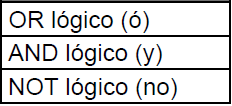 OR lógico (ó)
AND lógico (y)
NOT lógico (no)